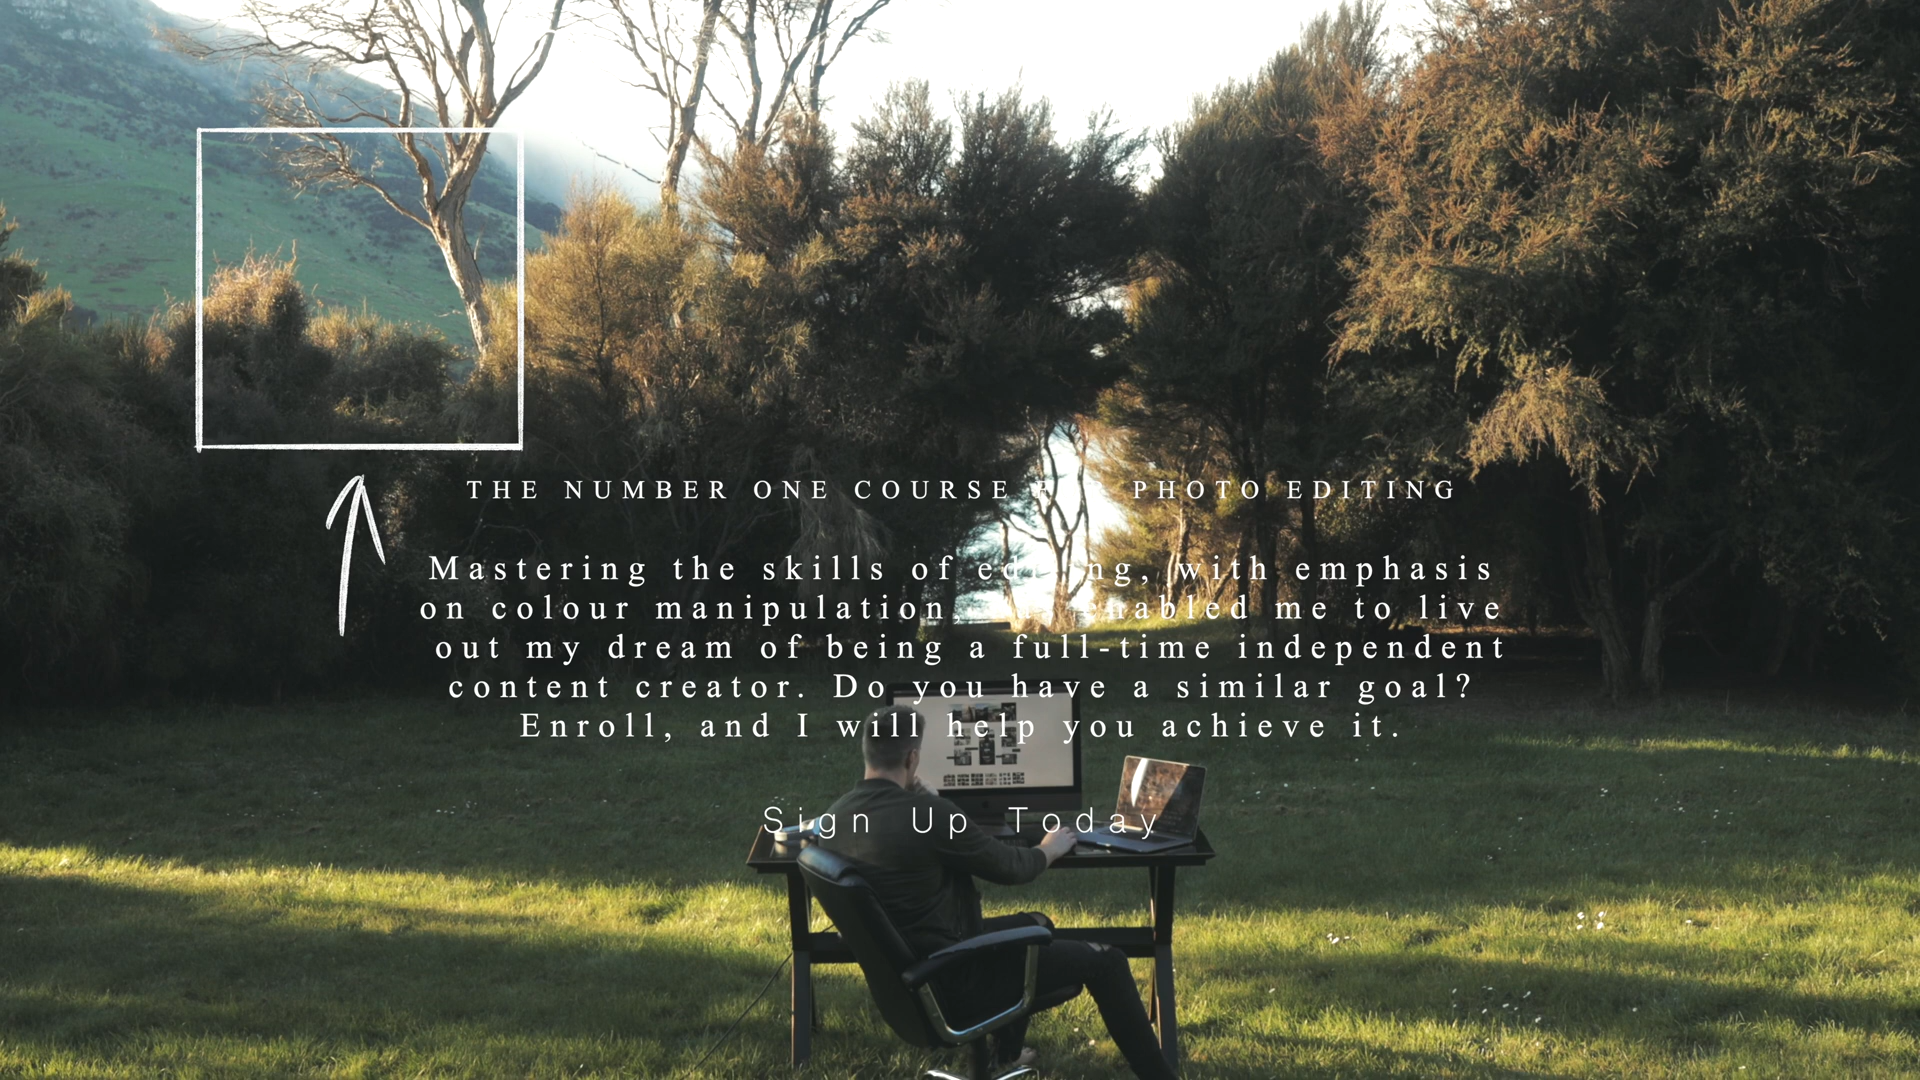 THE NUMBER ONE COURSE PHOTO EDITING
Mastering the skills of editing, with emphasis
on colour manipulation, enabled me to live
out my dream of being a full-time independent
content creator. Do you have a similar goal?
Enroll, and I will help you achieve it.
Sign Up Today